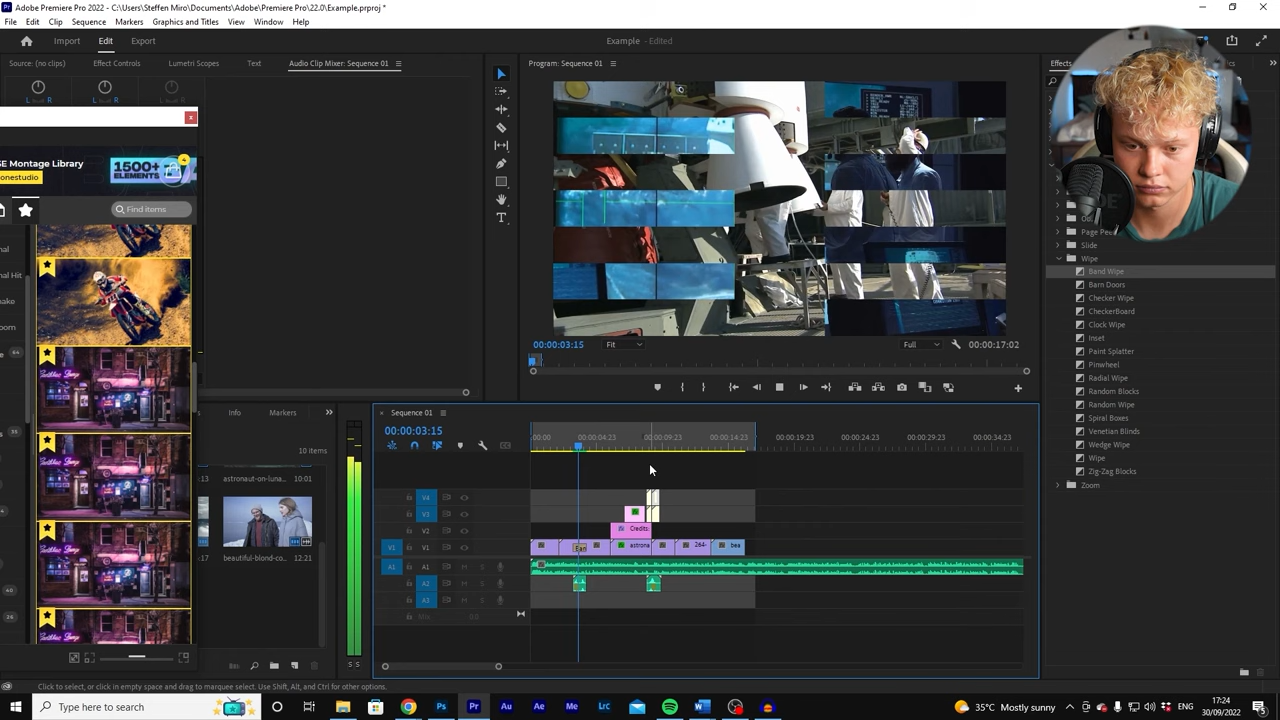 Adobe Premiere Pro 2022 - C:\Users\Steffen Miro\Documents\Adobe\Premiere Pro\22.0\Example.prproj *
File Edit Clip Sequence Markers Graphics and Titles View Window Help
Import Edit Export
Example - Edited
Source: (no clips) Effect Controls Lumetri Scopes Text Audio Clip Mixer: Sequence 01
L R L R L R
SE Montage Library
onestudio
1500+
ELEMENTS
4
Find items
Program: Sequence 01
00:00:03:15 Fit Full 00:00:17:02
Effects
Page Pee
Slide
Wipe
Band Wipe
Barn Doors
Checker Wipe
CheckerBoard
Clock Wipe
Inset
Paint Splatter
Pinwheel
Radial Wipe
Random Blocks
Random Wipe
Spiral Boxes
Venetian Blinds
Wedge Wipe
Wipe
Zig-Zag Blocks
Zoom
Info Markers
10 items
astronaut-on-luna... 10:01
beautiful-blond-co... 12:21
S S
Sequence 01
00:00:03:15
:00:00 00:00:04:23 00:00:09:23 00:00:14:23 00:00:19:23 00:00:24:23 00:00:29:23 00:00:34:23
V4
V3
V2 Credits
V1 V1 Ban astrona 264- bea
A1 A1 M S
A2 M S
A3 M S
Click to select, or click in empty space and drag to marquee select. Use Shift, Alt, and Ctrl for other options.
Type here to search
35°C Mostly sunny
17:24
30/09/2022